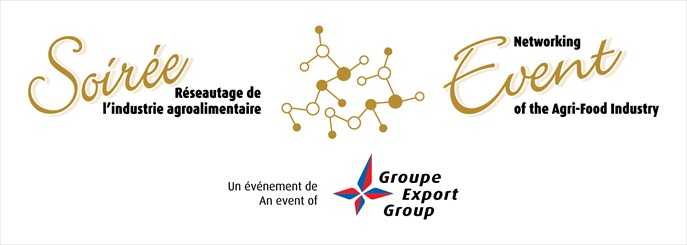 Soirée
Réseautage de
l'industrie agroalimentaire
Networking
Event
of the Agri-Food Industry
Un événement de
An event of
Groupe
Export
Group